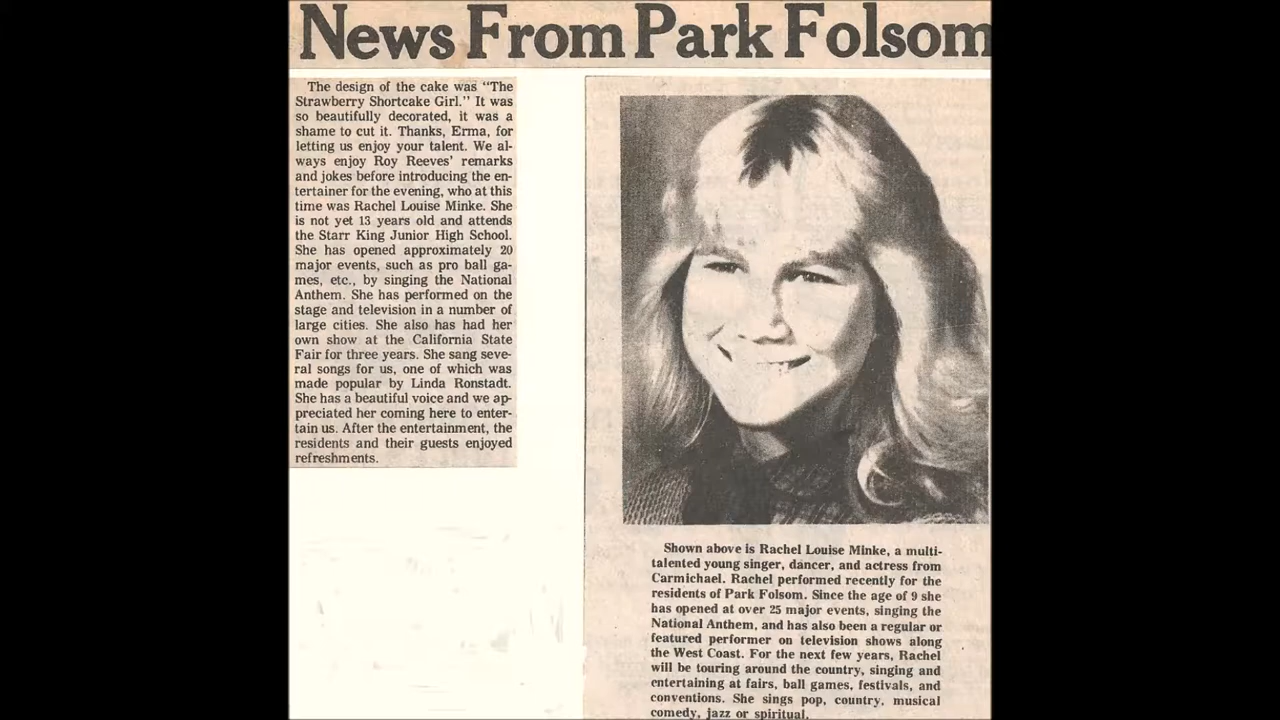 News From Park Folsom
The design of the cake was "The
Strawberry Shortcake Girl." It was
so beautifully decorated, it was a
shame to cut it. Thanks, Erma, for
letting us enjoy your talent. We al-
ways enjoy Roy Reeves' remarks
and jokes before introducing the en-
tertainer for the evening, who at this
time was Rachel Louise Minke. She
is not yet 13 years old and attends
the Starr King Junior High School.
She has opened approximately 20
major events, such as pro ball ga-
mes, etc., by singing the National
Anthem. She has performed on the
stage and television in a number of
large cities. She also has had her
own show at the California State
Fair for three years. She sang seve-
ral songs for us, one of which was
made popular by Linda Ronstadt.
She has a beautiful voice and we ap-
preciated her coming here to enter-
tain us. After the entertainment, the
residents and their guests enjoyed
refreshments.
Shown above is Rachel Louise Minke, a multi-
talented young singer, dancer, and actress from
Carmichael. Rachel performed recently for the
residents of Park Folsom. Since the age of 9 she
has opened at over 25 major events, singing the
National Anthem, and has also been a regular or
featured performer on television shows along
the West Coast. For the next few years, Rachel
will be touring around the country, singing and
entertaining at fairs, ball games, festivals, and
conventions. She sings pop, country, musical
comedy, jazz or spiritual.